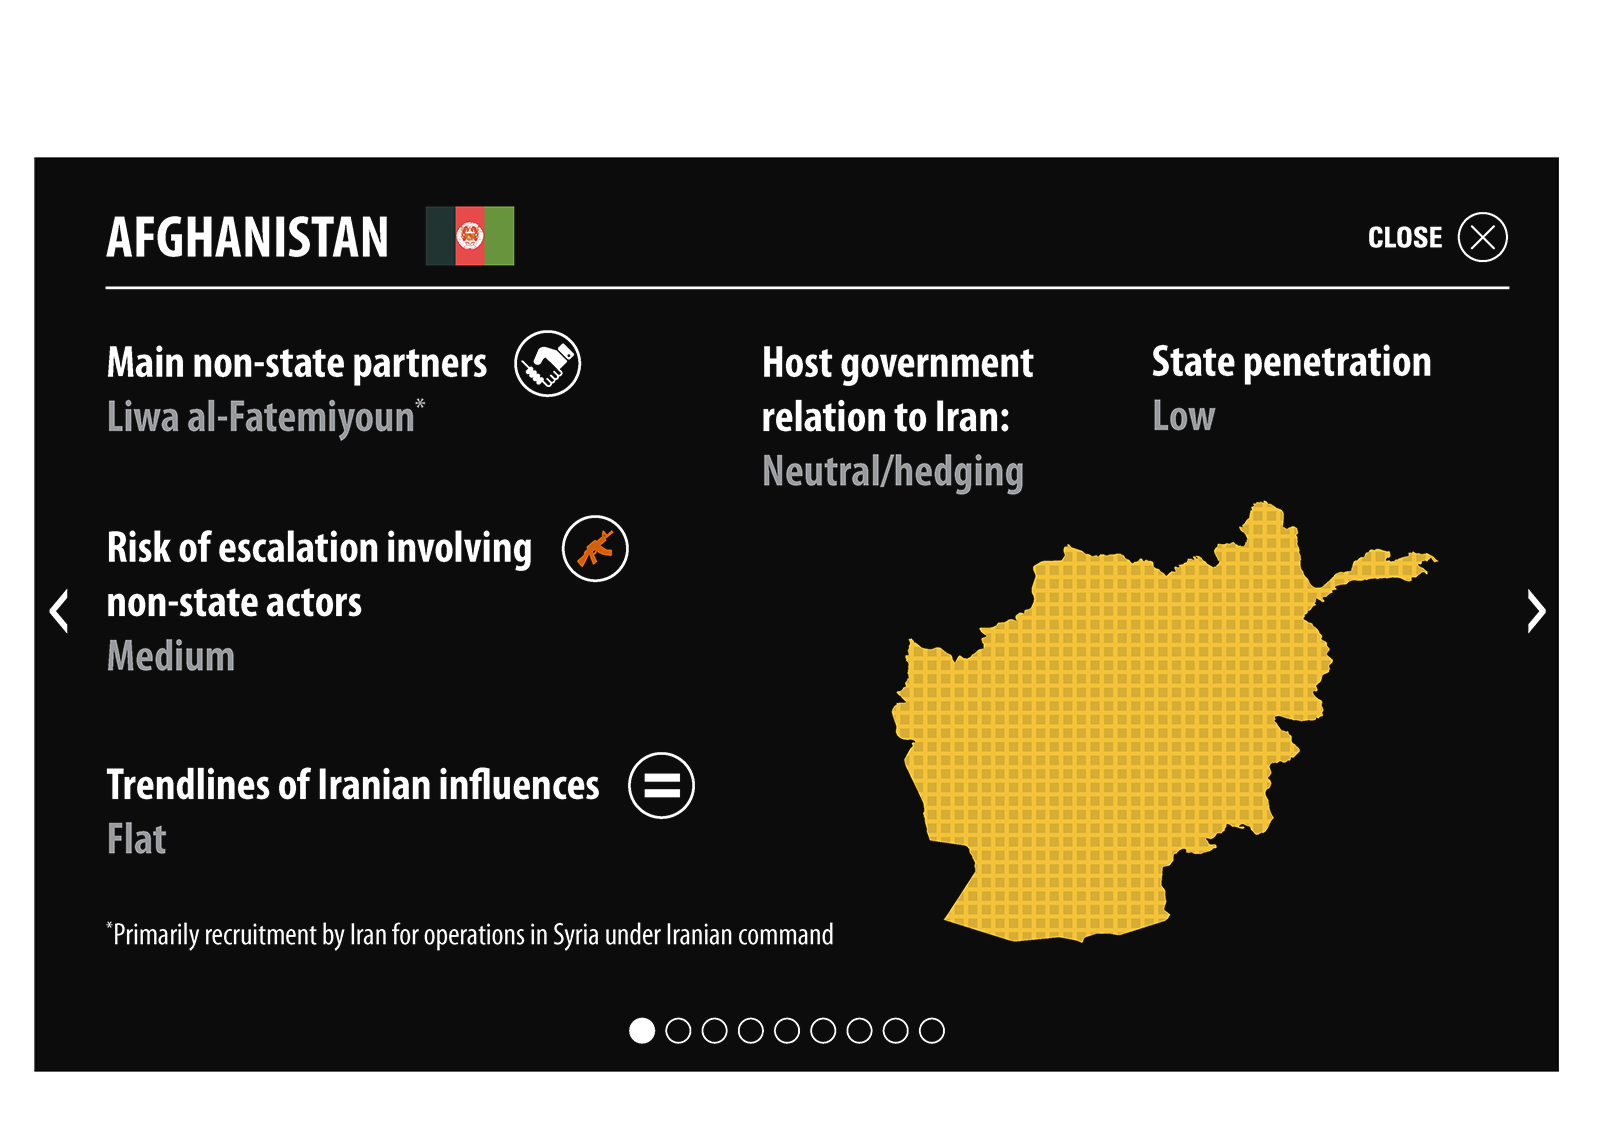 AFGHANISTAN
CLOSE
Main non-state partners
Liwa al-Fatemiyoun*
Host government
relation to Iran:
Neutral/hedging
State penetration
Low
Risk of escalation involving
non-state actors
Medium
Trendlines of Iranian influences
Flat
*Primarily recruitment by Iran for operations in Syria under Iranian command